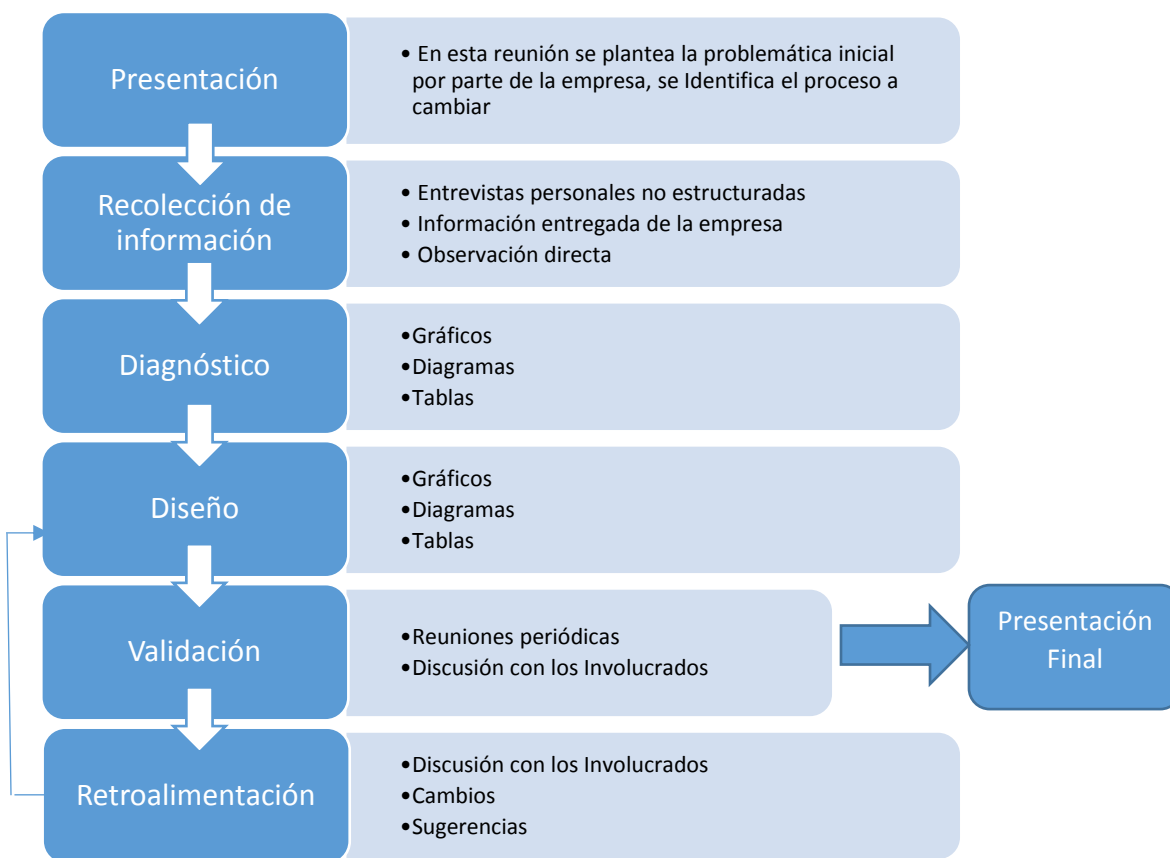 Presentación
• En esta reunión se plantea la problemática inicial
por parte de la empresa, se Identifica el proceso a
cambiar
Recolección de
información
• Entrevistas personales no estructuradas
• Información entregada de la empresa
• Observación directa
Diagnóstico
•Gráficos
•Diagramas
•Tablas
Diseño
•Gráficos
•Diagramas
•Tablas
Validación
•Reuniones periódicas
•Discusión con los Involucrados
Presentación
Final
Retroalimentación
•Discusión con los Involucrados
•Cambios
•Sugerencias